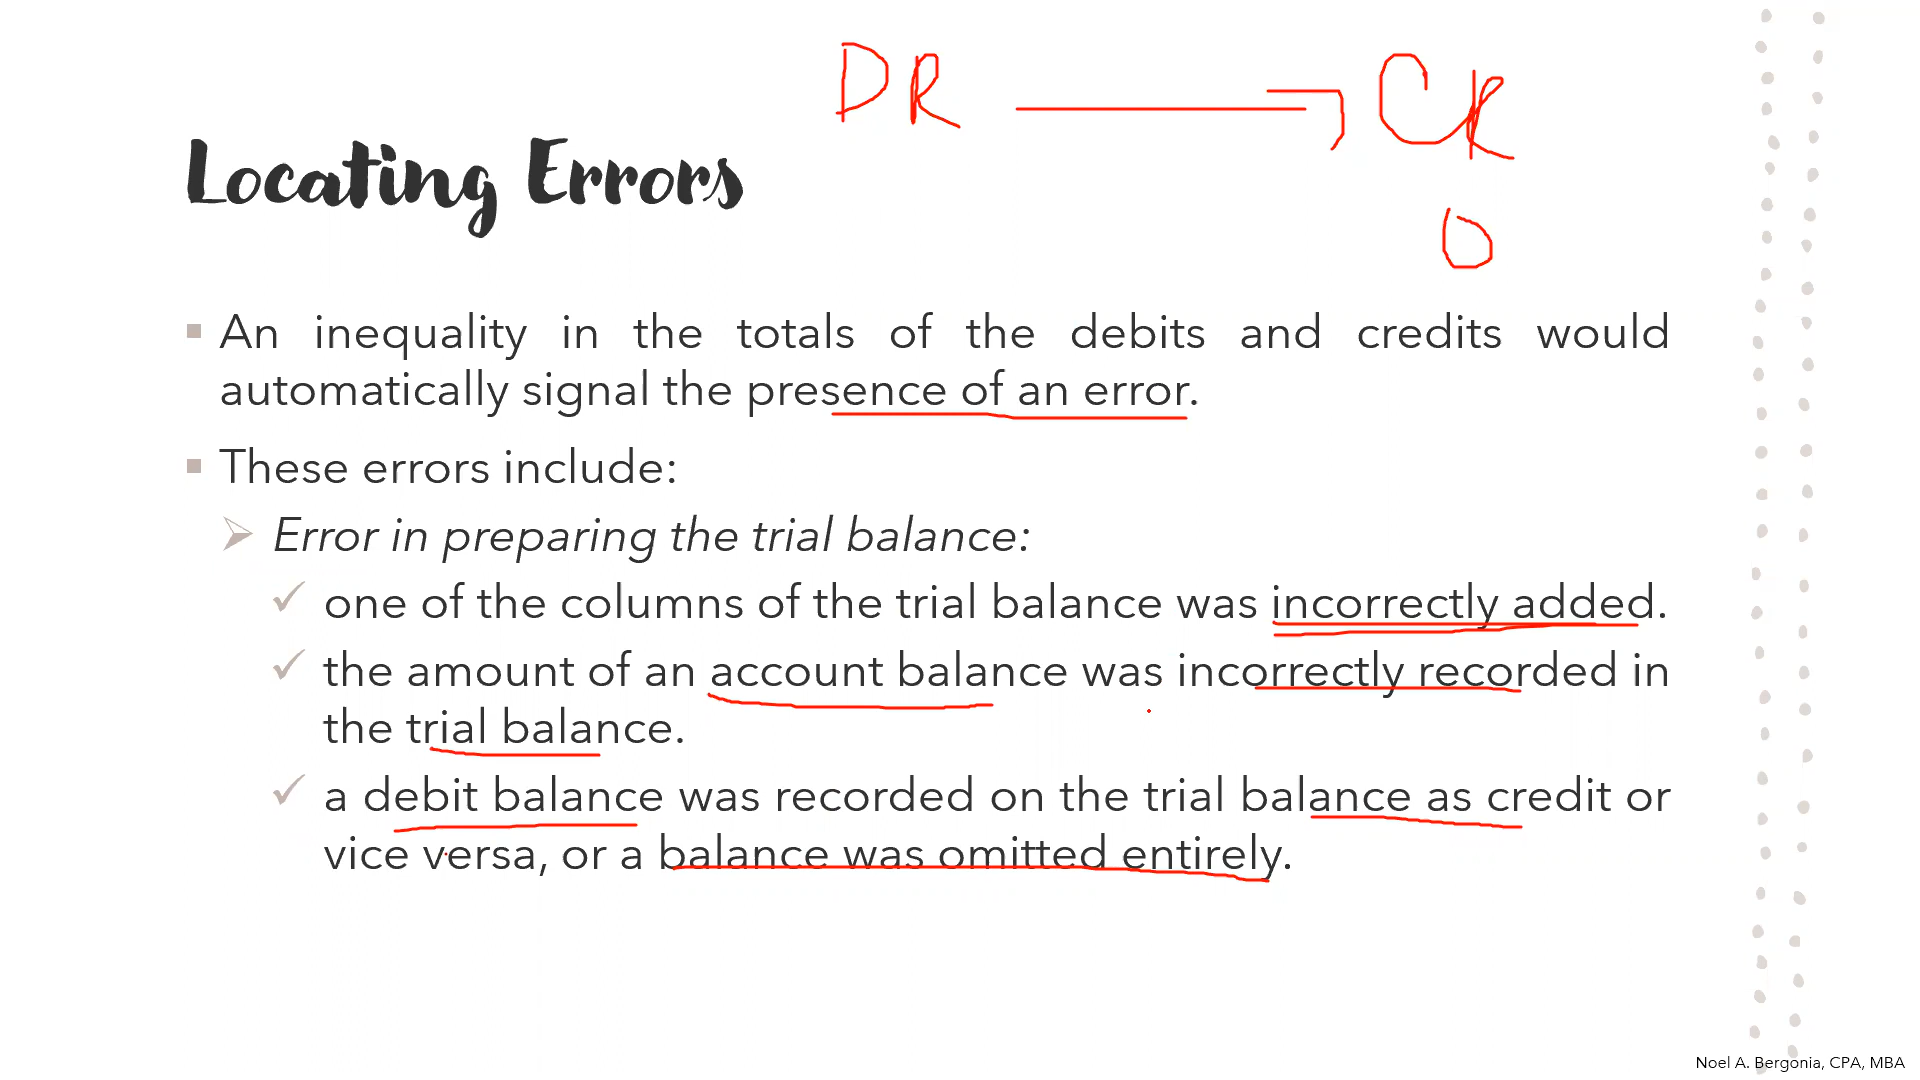 DR CR
Locating Errors
O
An inequality in the totals of the debits and credits would
automatically signal the presence of an error.
These errors include:
Error in preparing the trial balance:
one of the columns of the trial balance was incorrectly added.
the amount of an account balance was incorrectly recorded in
the trial balance.
a debit balance was recorded on the trial balance as credit or
vice versa, or a balance was omitted entirely.
Noel A. Bergonia, CPA, MBA